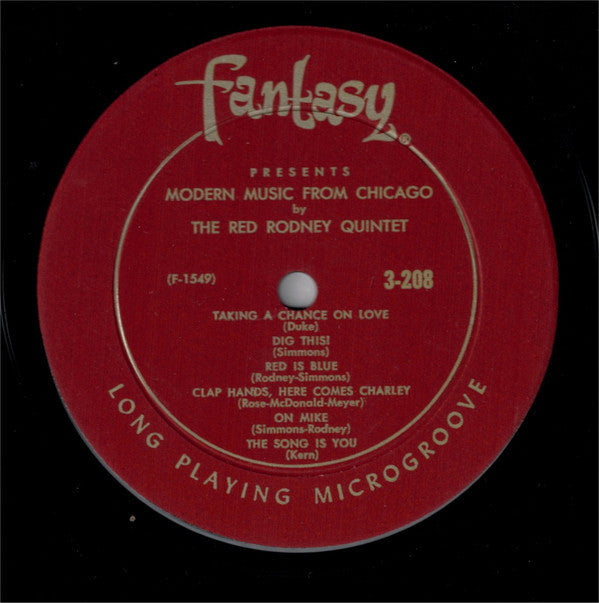 fantasy®
PRESENTS
MODERN MUSIC FROM CHICAGO
by
THE RED RODNEY QUINTET
(F-1549)
3-208
TAKING A CHANCE ON LOVE
(Duke)
DIG THIS!
(Simmons)
RED IS BLUE
(Rodney-Simmons)
CLAP HANDS, HERE COMES CHARLEY
(Rose-McDonald-Meyer)
ON MIKE
(Simmons-Rodney)
THE SONG IS YOU
(Kern)
LONG PLAYING MICROGROOVE